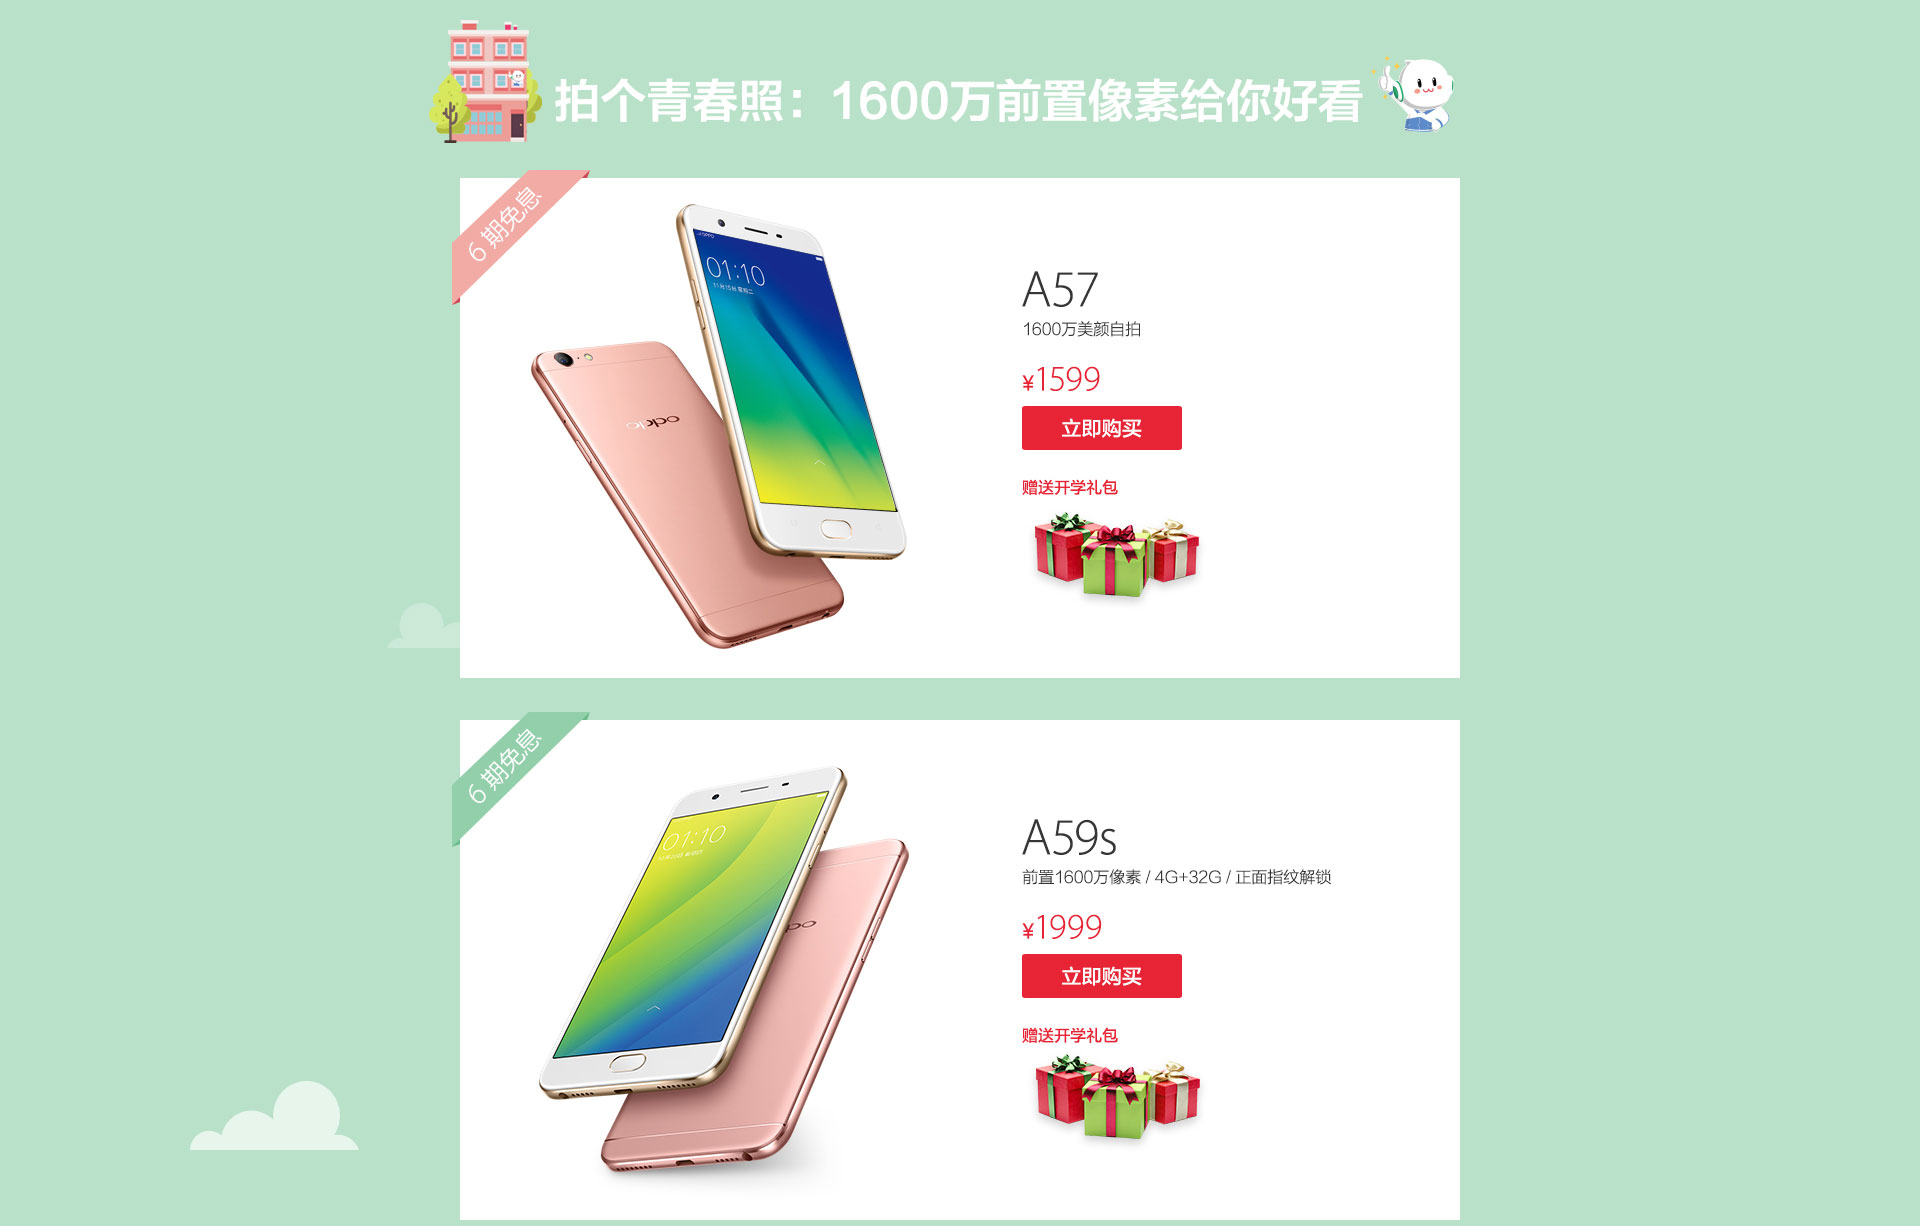 拍个青春照：1600万前置像素给你好看
6 期免息
01:10
oppo
A57
1600万美颜自拍
¥1599
立即购买
赠送开学礼包
6 期免息
01:10
A59s
前置1600万像素 / 4G+32G / 正面指纹解锁
¥1999
立即购买
赠送开学礼包